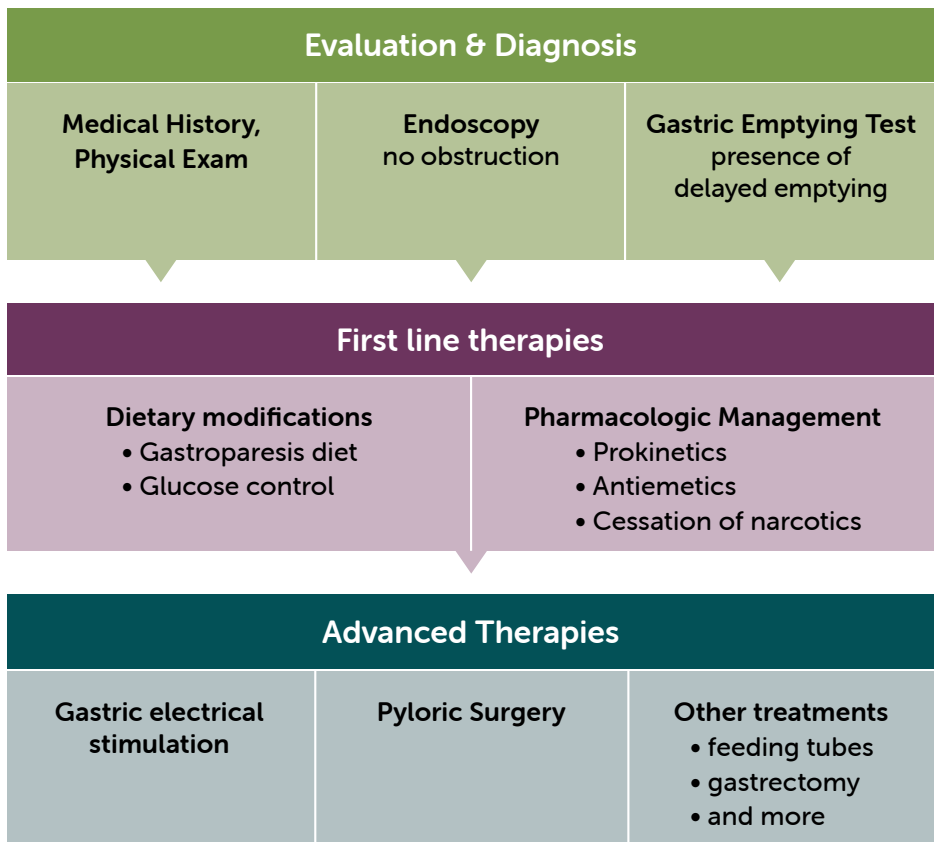 Evaluation & Diagnosis
Medical History,
Physical Exam
Endoscopy
no obstruction
Gastric Emptying Test
presence of
delayed emptying
First line therapies
Dietary modifications
• Gastroparesis diet
• Glucose control
Pharmacologic Management
• Prokinetics
• Antiemetics
• Cessation of narcotics
Advanced Therapies
Gastric electrical
stimulation
Pyloric Surgery
Other treatments
• feeding tubes
• gastrectomy
• and more